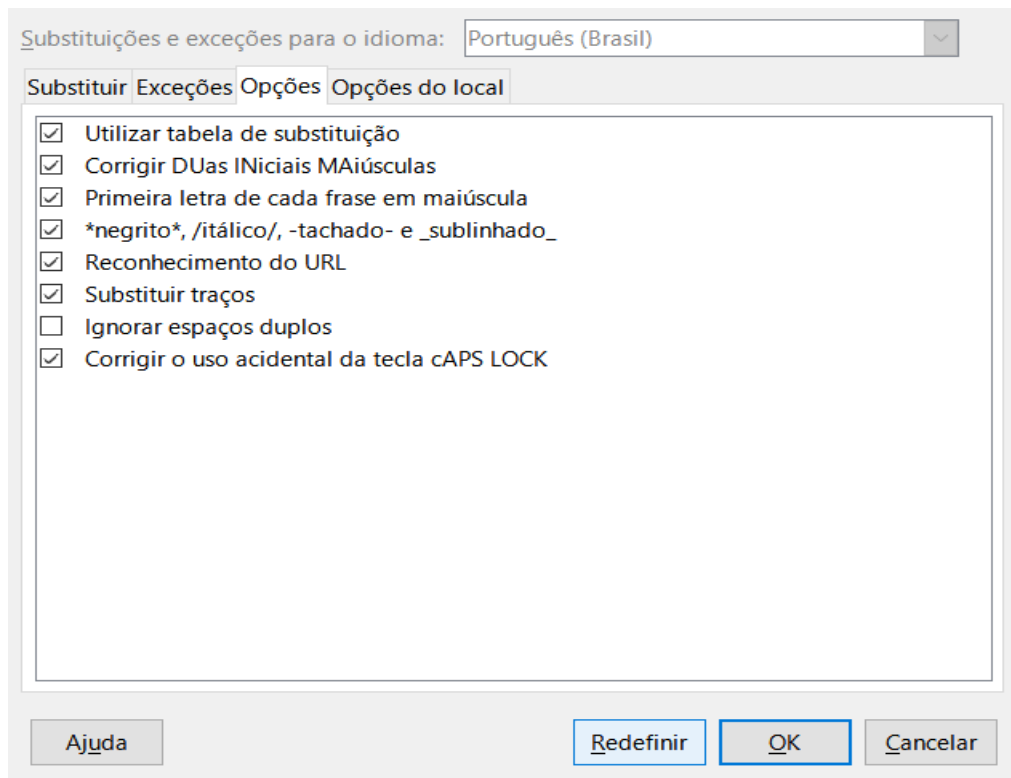 Substituições e exceções para o idioma: Português (Brasil)
Substituir Exceções Opções Opções do local
Utilizar tabela de substituição
Corrigir DUas INiciais MAiúsculas
Primeira letra de cada frase em maiúscula
*negrito*, /itálico/, -tachado- e _sublinhado_
Reconhecimento do URL
Substituir traços
Ignorar espaços duplos
Corrigir o uso acidental da tecla cAPS LOCK
Ajuda Redefinir OK Cancelar